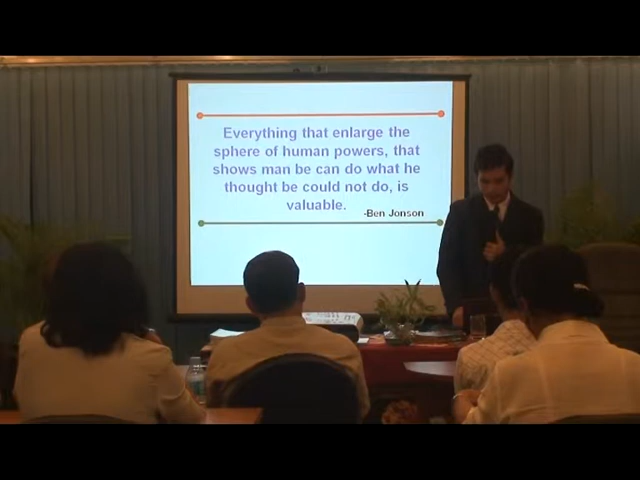 Everything that enlarge the
sphere of human powers, that
shows man be can do what he
thought be could not do, is
valuable.
-Ben Jonson